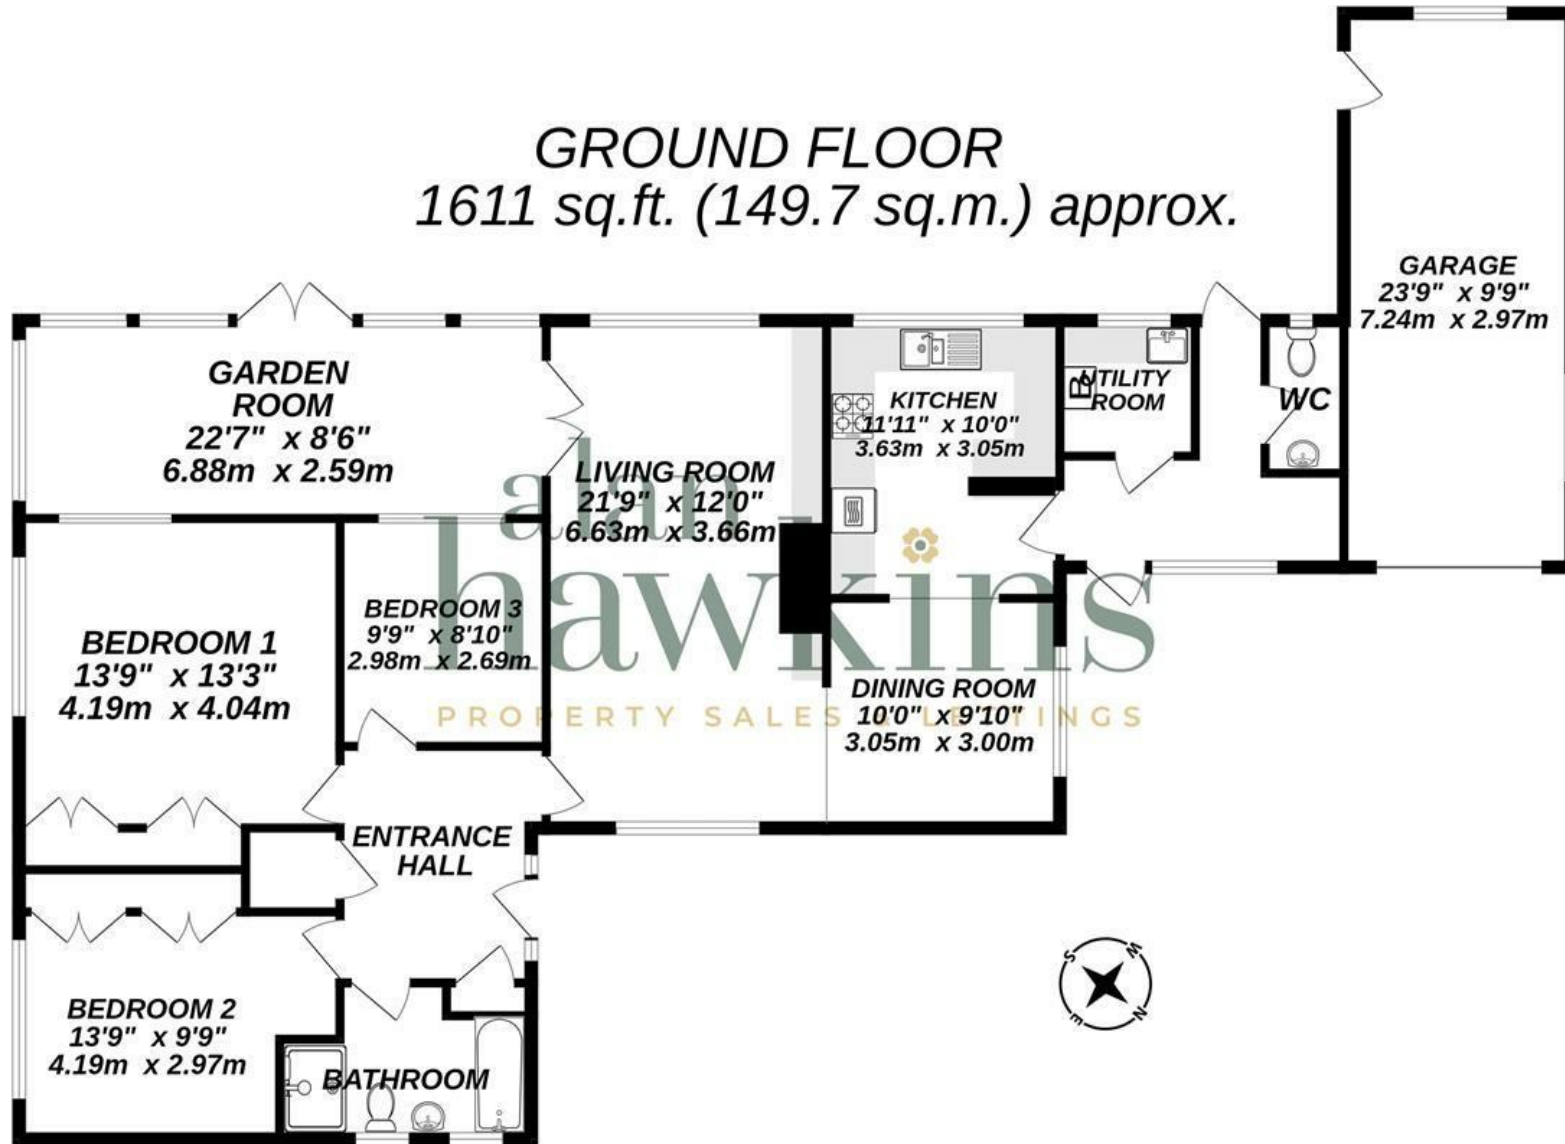 GROUND FLOOR
1611 sq.ft. (149.7 sq.m.) approx.
GARAGE
23'9" x 9'9"
7.24m x 2.97m
GARDEN
ROOM
22'7" x 8'6"
6.88m x 2.59m
LIVING ROOM
21'9" x 12'0"
6.63m x 3.66m
KITCHEN
11'11" x 10'0"
3.63m x 3.05m
B
UTILITY
ROOM
WC
BEDROOM 1
13'9" x 13'3"
4.19m x 4.04m
BEDROOM 3
9'9" x 8'10"
2.98m x 2.69m
DINING ROOM
10'0" x 9'10"
3.05m x 3.00m
ENTRANCE
HALL
BEDROOM 2
13'9" x 9'9"
4.19m x 2.97m
BATHROOM
alan
hawkins
PROPERTY SALES & LETTINGS
S
W
E
N